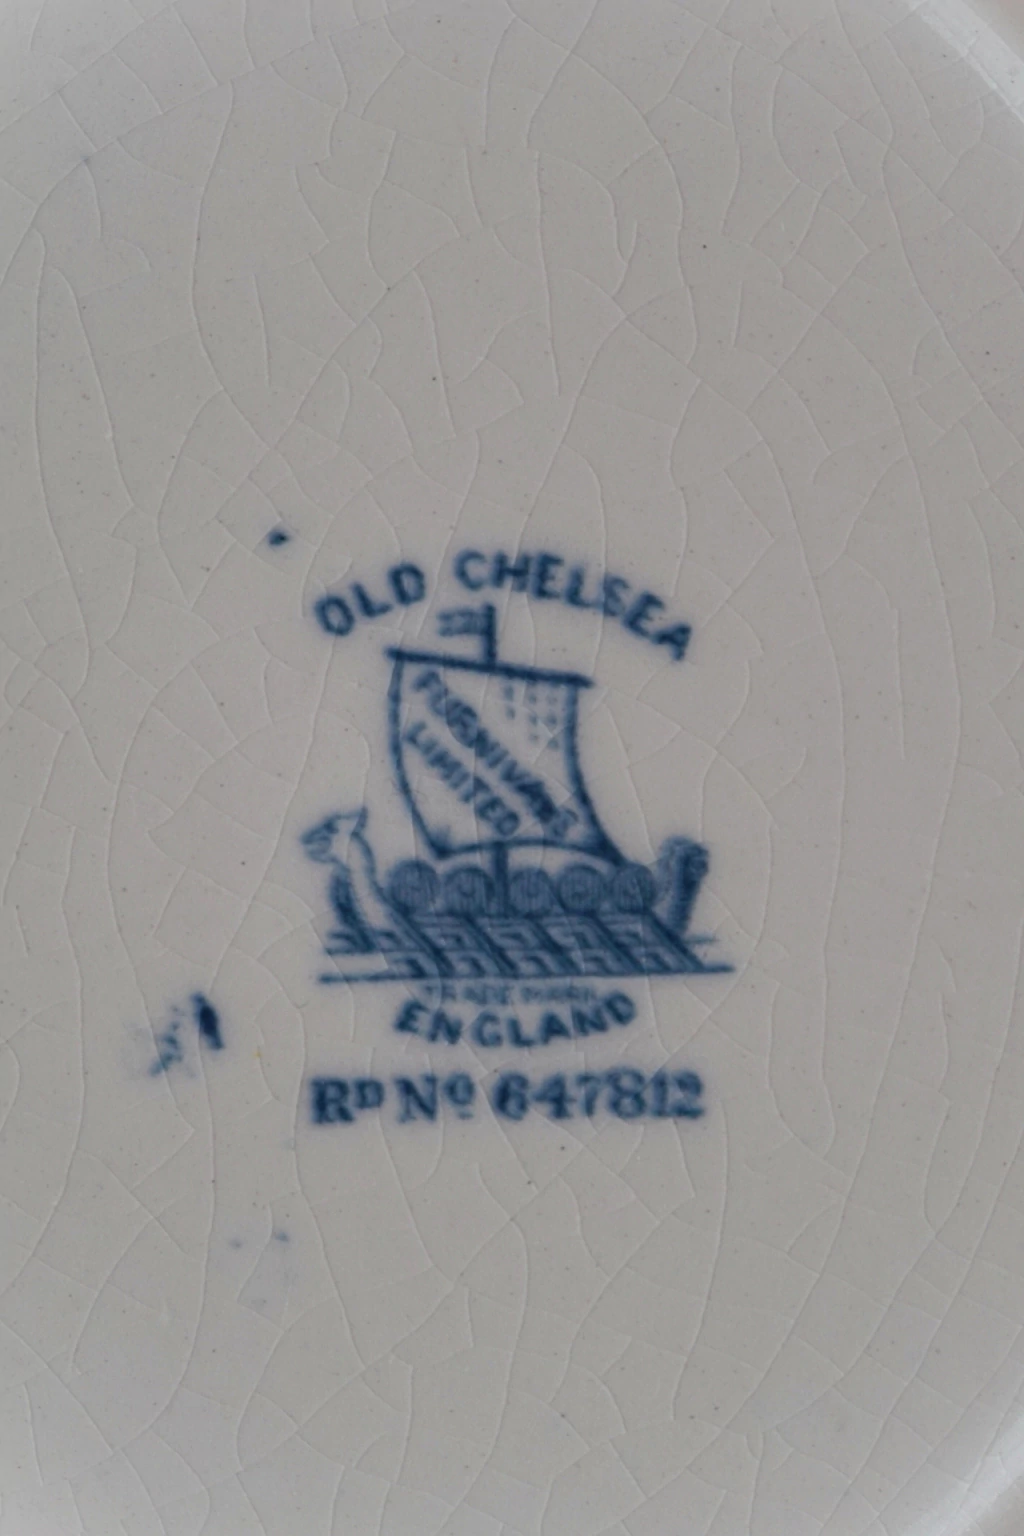 OLD CHELSEA
FURNIVALS
LIMITED
TRADE MARK
ENGLAND
RD No 647812